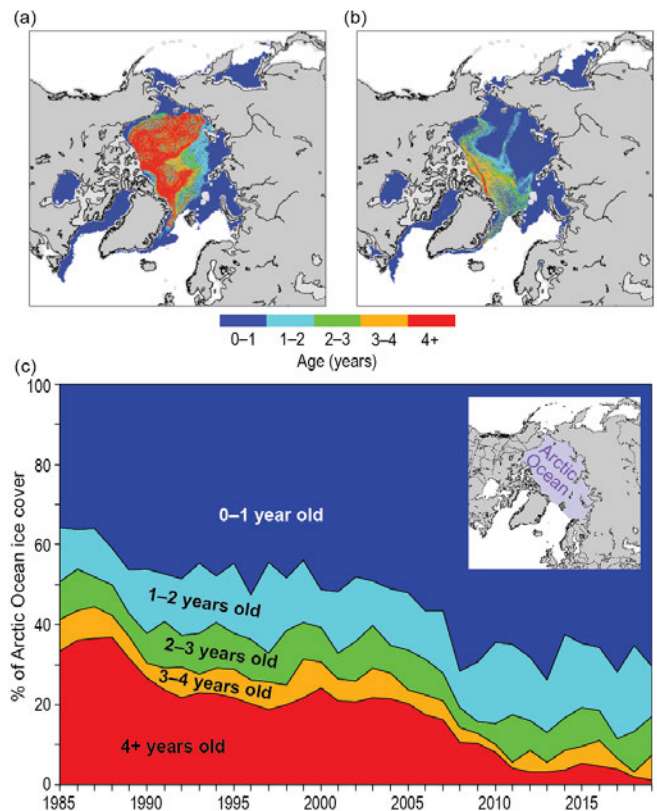 (a)
(b)
0–1 1–2 2–3 3–4 4+
Age (years)
(c)
100
80
60
40
20
0
% of Arctic Ocean ice cover
0–1 year old
1–2 years old
2–3 years old
3–4 years old
4+ years old
Arctic
Ocean
1985 1990 1995 2000 2005 2010 2015